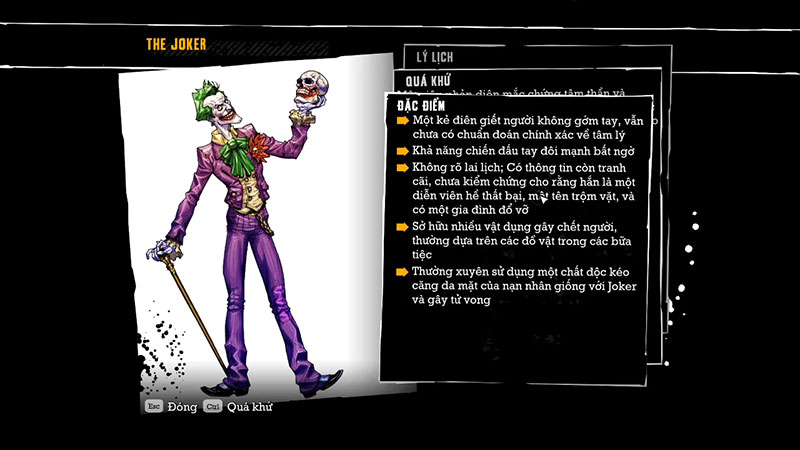 THE JOKER
LÝ LỊCH
QUÁ KHỨ
mắc chứng tâm thần và
ĐẶC ĐIỂM
Một kẻ điên giết người không gớm tay, vẫn
chưa có chuẩn đoán chính xác về tâm lý
Khả năng chiến đấu tay đôi mạnh bất ngờ
Không rõ lai lịch; Có thông tin còn tranh
cãi, chưa kiểm chứng cho rằng hắn là một
diễn viên hề thất bại, một tên trộm vặt, và
có một gia đình đổ vỡ
Sở hữu nhiều vật dụng gây chết người,
thường dựa trên các đồ vật trong các bữa
tiệc
Thường xuyên sử dụng một chất độc kéo
căng da mặt của nạn nhân giống với Joker
và gây tử vong
Esc Đóng Ctrl Quá khứ